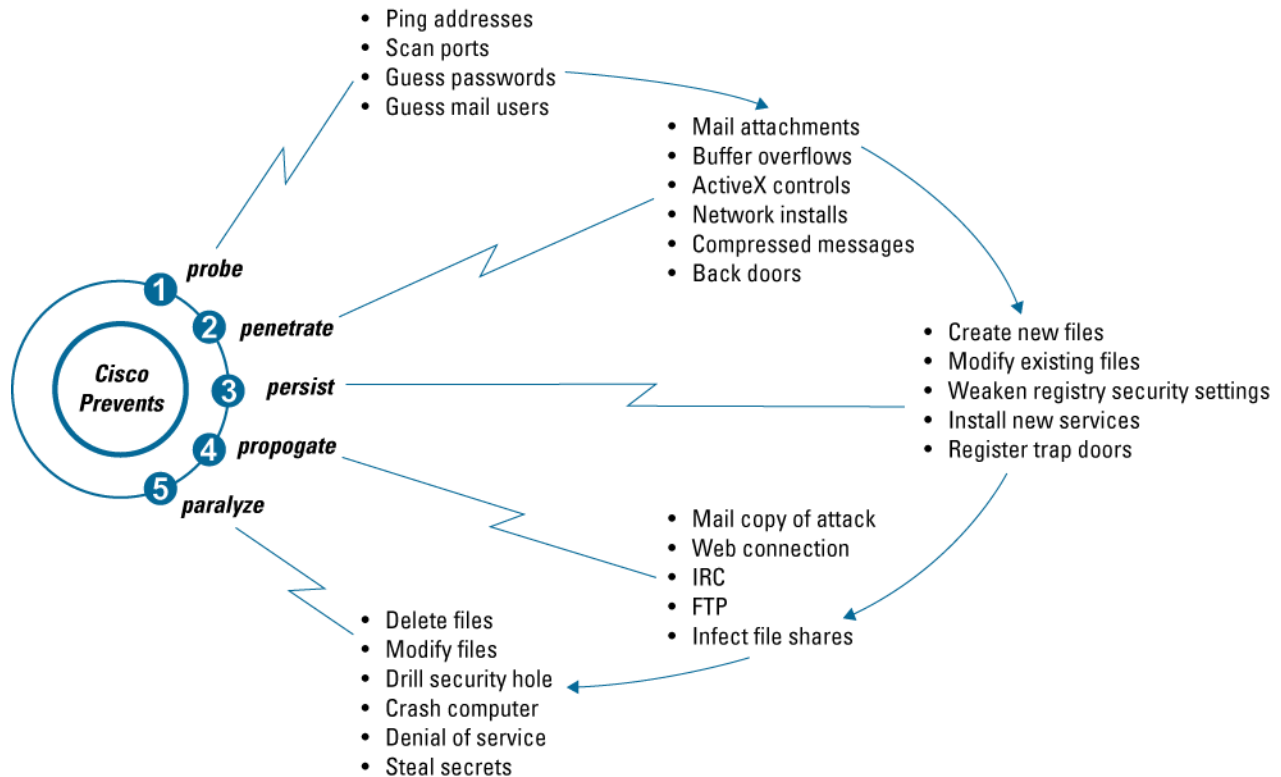 • Ping addresses
• Scan ports
• Guess passwords
• Guess mail users
• Mail attachments
• Buffer overflows
• ActiveX controls
• Network installs
• Compressed messages
• Back doors
1
probe
2
penetrate
3
persist
4
propogate
5
paralyze
Cisco
Prevents
• Create new files
• Modify existing files
• Weaken registry security settings
• Install new services
• Register trap doors
• Mail copy of attack
• Web connection
• IRC
• FTP
• Infect file shares
• Delete files
• Modify files
• Drill security hole
• Crash computer
• Denial of service
• Steal secrets